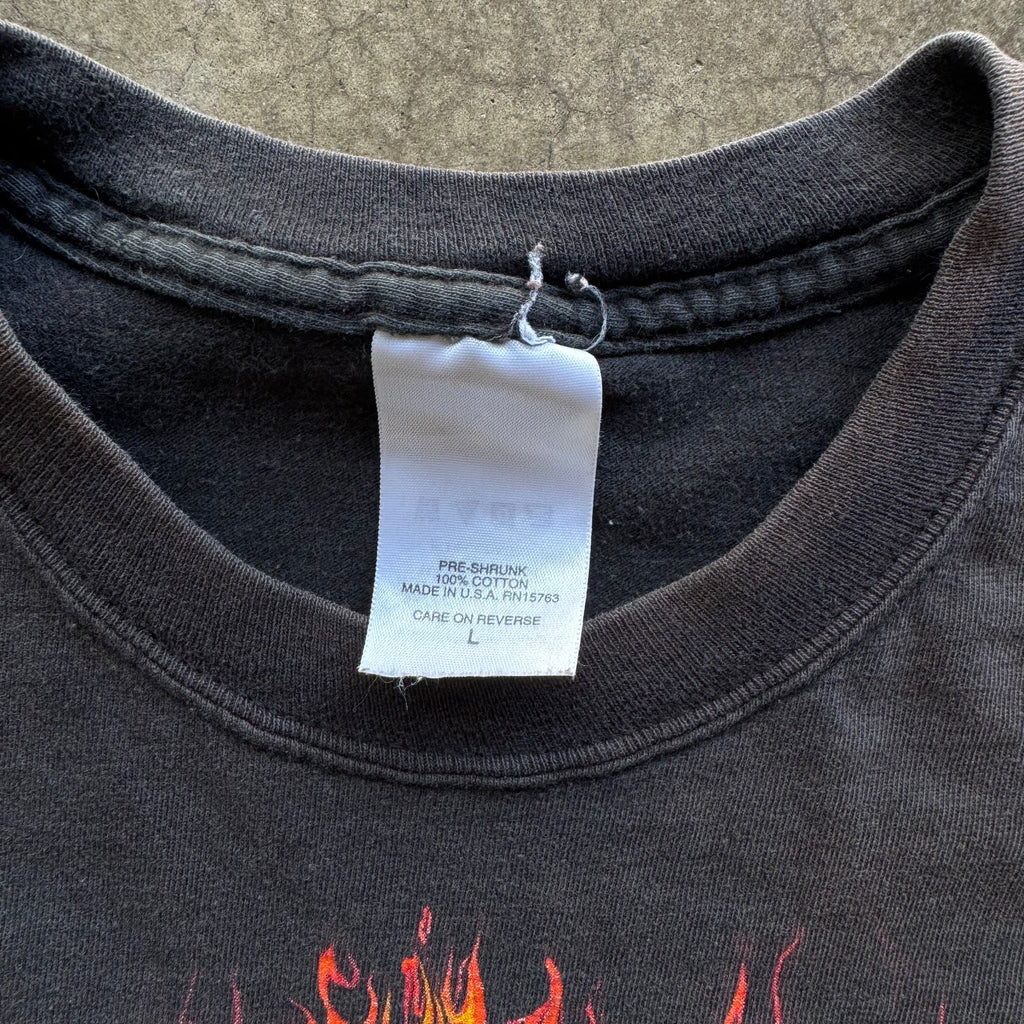 PRE-SHRUNK
100% COTTON
MADE IN U.S.A. RN15763
CARE ON REVERSE
L